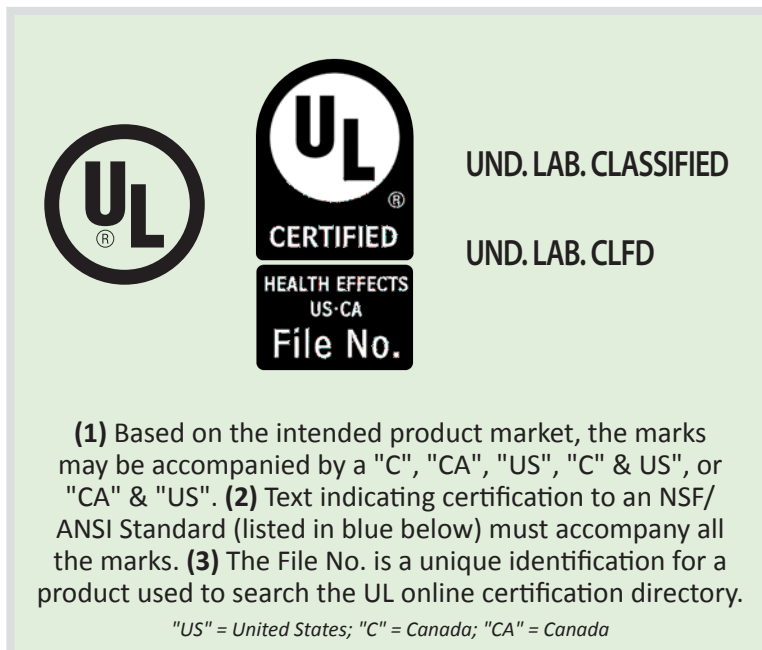 UL
®
UL
®
CERTIFIED
HEALTH EFFECTS
US·CA
File No.
UND. LAB. CLASSIFIED
UND. LAB. CLFD
(1) Based on the intended product market, the marks
may be accompanied by a "C", "CA", "US", "C" & US", or
"CA" & "US". (2) Text indicating certification to an NSF/
ANSI Standard (listed in blue below) must accompany all
the marks. (3) The File No. is a unique identification for a
product used to search the UL online certification directory.
"US" = United States; "C" = Canada; "CA" = Canada